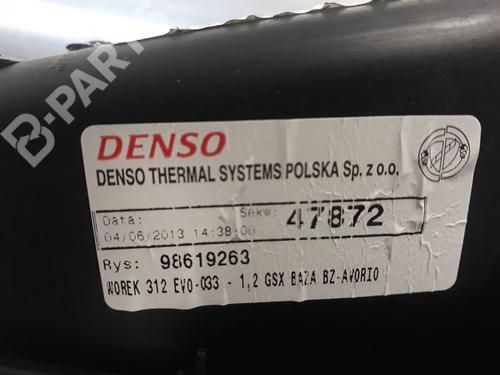 B-PARTS
DENSO
DENSO THERMAL SYSTEMS POLSKA Sp. z o.o.
Data: Sekw: 47872
04/06/2013 14:38:00
Rys: 98619263
WOREK 312 EVO-033 - 1,2 GSX BAZA BZ-AVORIO